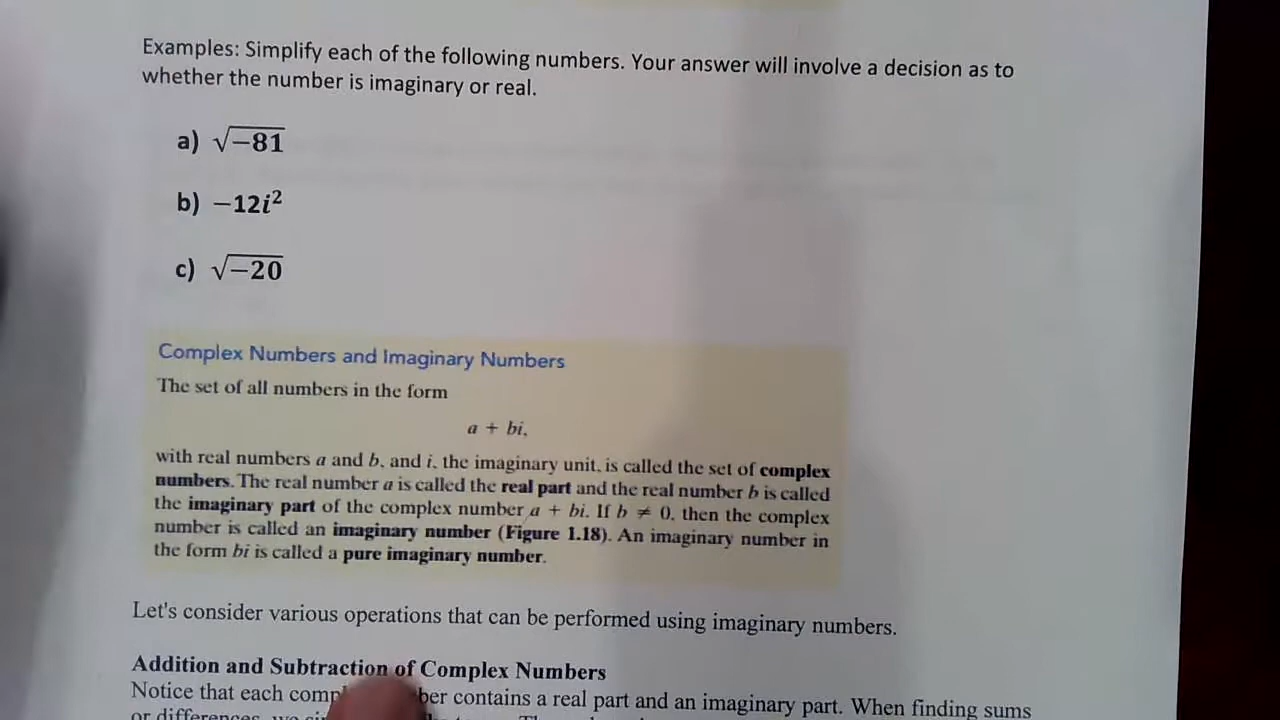 Examples: Simplify each of the following numbers. Your answer will involve a decision as to
whether the number is imaginary or real.
a) √−81
b) −12i²
c) √−20
Complex Numbers and Imaginary Numbers
The set of all numbers in the form
a + bi,
with real numbers a and b, and i, the imaginary unit, is called the set of complex
numbers. The real number a is called the real part and the real number b is called
the imaginary part of the complex number a + bi. If b ≠ 0, then the complex
number is called an imaginary number (Figure 1.18). An imaginary number in
the form bi is called a pure imaginary number.
Let's consider various operations that can be performed using imaginary numbers.
Addition and Subtraction of Complex Numbers
Notice that each contains a real part and an imaginary part. When finding sums
or differences, we